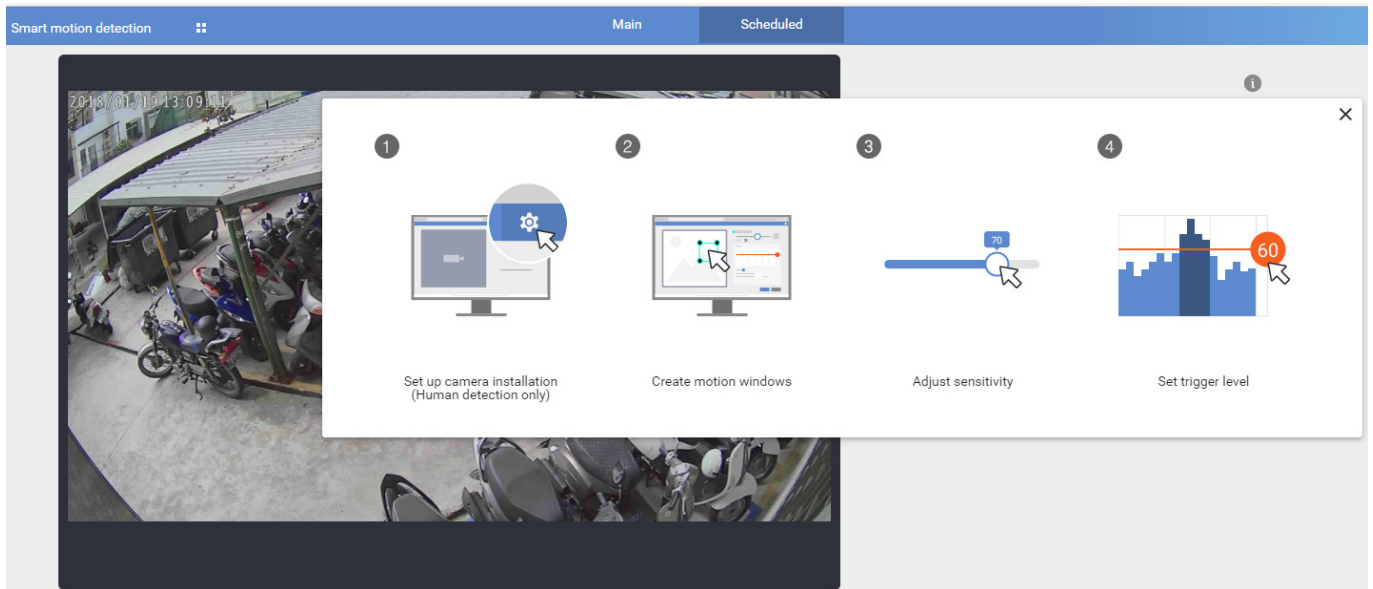 Smart motion detection
Main
Scheduled
2018/01/19 13:09:11
i
1
2
3
4
70
60
Set up camera installation
(Human detection only)
Create motion windows
Adjust sensitivity
Set trigger level